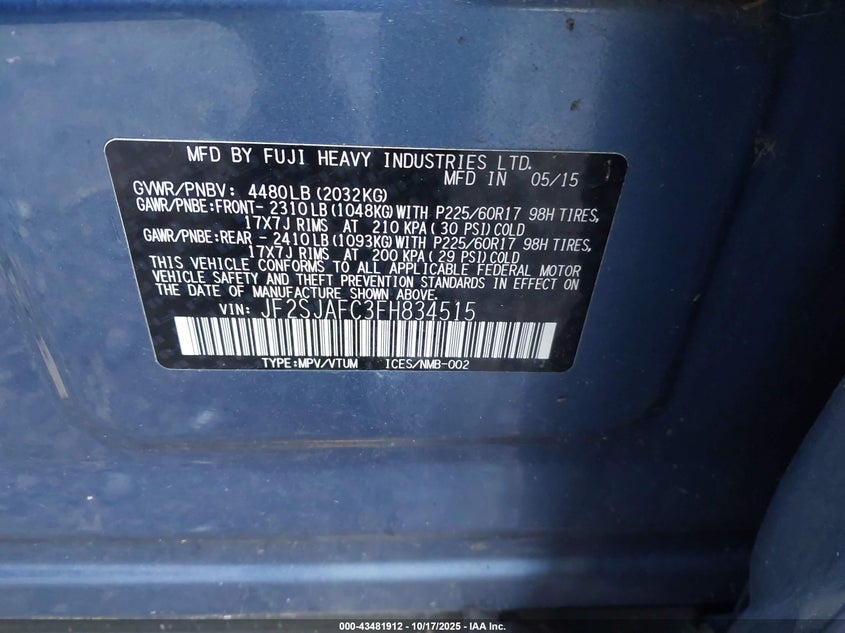 MFD BY FUJI HEAVY INDUSTRIES LTD.
MFD IN 05/15
GVWR/PNBV: 4480LB(2032KG)
GAWR/PNBE:FRONT- 2310LB(1048KG)WITH P225/60R17 98H TIRES,
17X7J RIMS AT 210 KPA( 30 PSI)COLD
GAWR/PNBE:REAR - 2410LB(1093KG)WITH P225/60R17 98H TIRES,
17X7J RIMS AT 200 KPA( 29 PSI)COLD
THIS VEHICLE CONFORMS TO ALL APPLICABLE FEDERAL MOTOR
VEHICLE SAFETY AND THEFT PREVENTION STANDARDS IN EFFECT ON
THE DATE OF MANUFACTURE SHOWN ABOVE.
VIN: JF2SJAFC3FH834515
TYPE:MPV/VTUM ICES/NMB-002
000-43481912 | 10/17/2025 - IAA Inc.